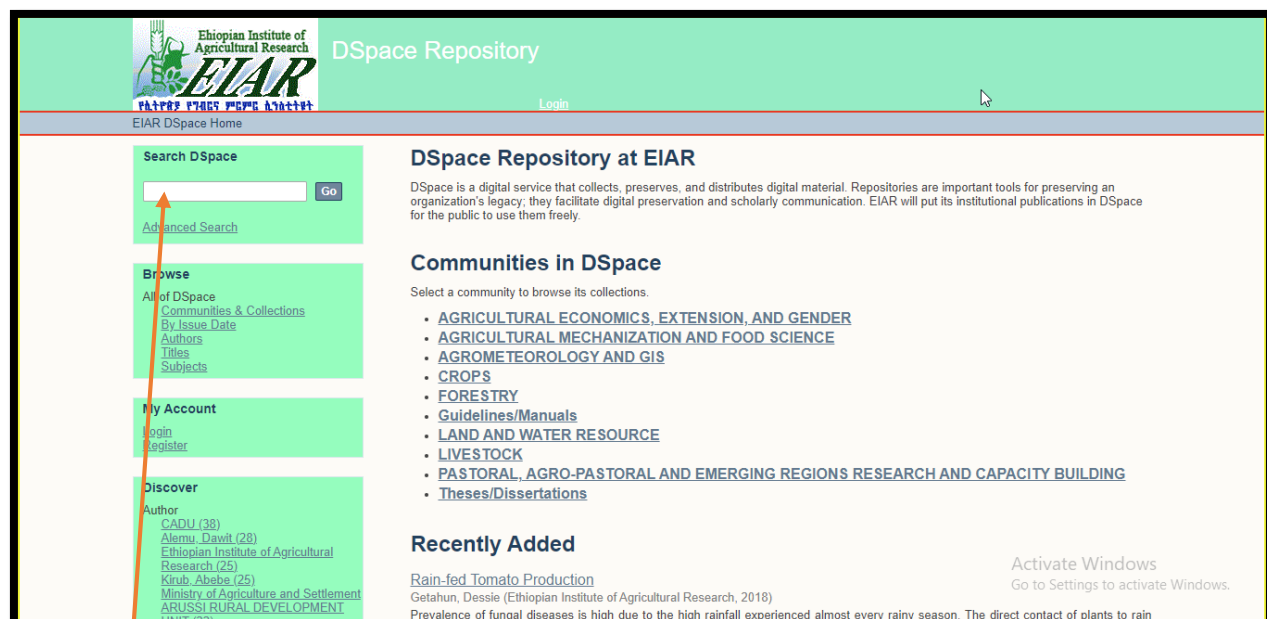 Ehiopian Institute of
Agricultural Research
EIAR
DSpace Repository
Login
EIAR DSpace Home
Search DSpace
Go
Advanced Search
Browse
All of DSpace
Communities & Collections
By Issue Date
Authors
Titles
Subjects
My Account
Login
Register
Discover
Author
CADU (38)
Alemu, Dawit (28)
Ethiopian Institute of Agricultural
Research (25)
Kirub, Abebe (25)
Ministry of Agriculture and Settlement
ARUSSI RURAL DEVELOPMENT
DSpace Repository at EIAR
DSpace is a digital service that collects, preserves, and distributes digital material. Repositories are important tools for preserving an
organization's legacy; they facilitate digital preservation and scholarly communication. EIAR will put its institutional publications in DSpace
for the public to use them freely.
Communities in DSpace
Select a community to browse its collections.
AGRICULTURAL ECONOMICS, EXTENSION, AND GENDER
AGRICULTURAL MECHANIZATION AND FOOD SCIENCE
AGROMETEOROLOGY AND GIS
CROPS
FORESTRY
Guidelines/Manuals
LAND AND WATER RESOURCE
LIVESTOCK
PASTORAL, AGRO-PASTORAL AND EMERGING REGIONS RESEARCH AND CAPACITY BUILDING
Theses/Dissertations
Recently Added
Rain-fed Tomato Production
Getahun, Dessie (Ethiopian Institute of Agricultural Research, 2018)
Prevalence of fungal diseases is high due to the high rainfall experienced almost every rainy season. The direct contact of plants to rain
Activate Windows
Go to Settings to activate Windows.